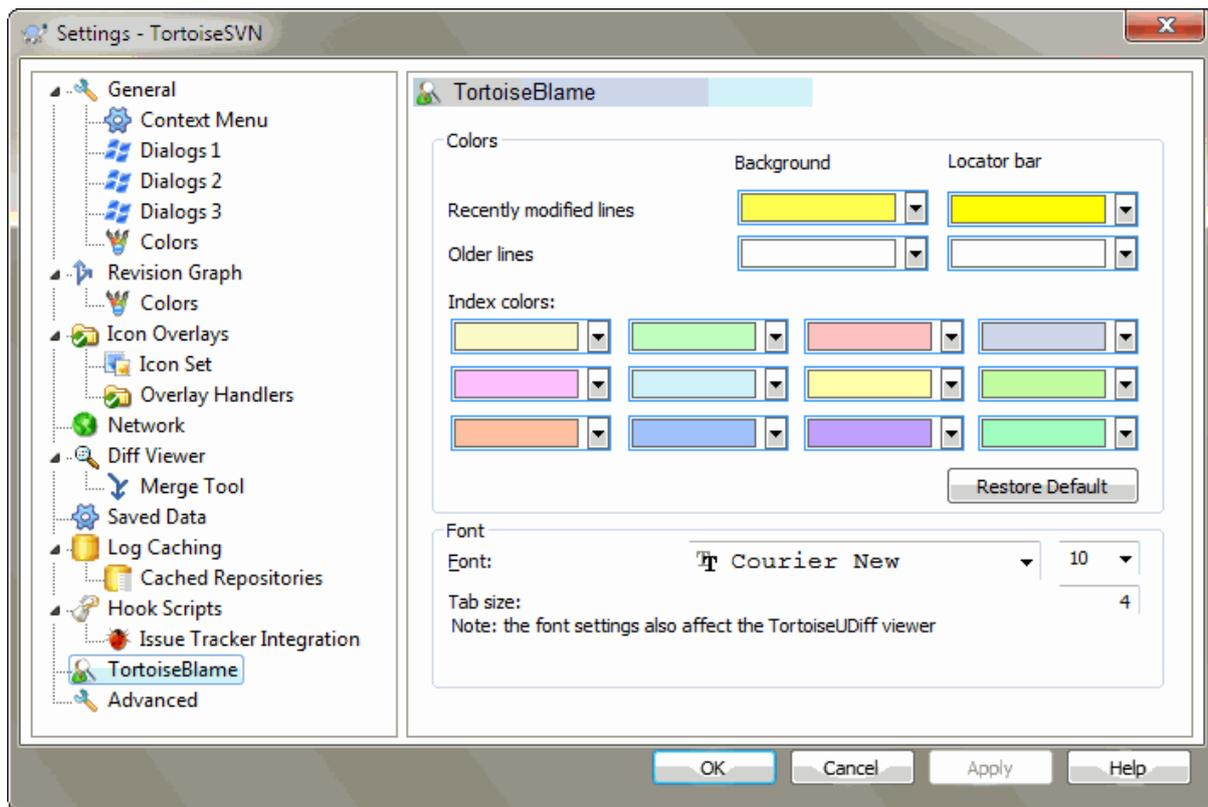 Settings - TortoiseSVN
General
Context Menu
Dialogs 1
Dialogs 2
Dialogs 3
Colors
Revision Graph
Colors
Icon Overlays
Icon Set
Overlay Handlers
Network
Diff Viewer
Merge Tool
Saved Data
Log Caching
Cached Repositories
Hook Scripts
Issue Tracker Integration
TortoiseBlame
Advanced
TortoiseBlame
Colors
Background Locator bar
Recently modified lines
Older lines
Index colors:
Restore Default
Font
Font: Courier New 10
Tab size: 4
Note: the font settings also affect the TortoiseUDiff viewer
OK Cancel Apply Help